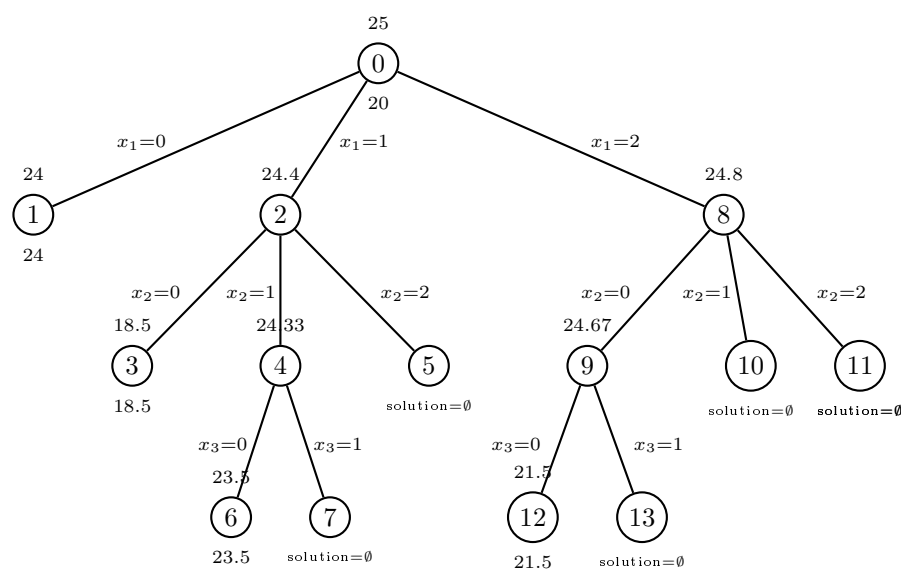 25
0
20
x₁=0
x₁=1
x₁=2
24
24.4
24.8
1
2
8
24
x₂=0
x₂=1
x₂=2
x₂=0
x₂=1
x₂=2
18.5
24.33
24.67
3
4
5
9
10
11
18.5
solution=∅
solution=∅
solution=∅
x₃=0
x₃=1
x₃=0
x₃=1
23.5
21.5
6
7
12
13
23.5
solution=∅
21.5
solution=∅